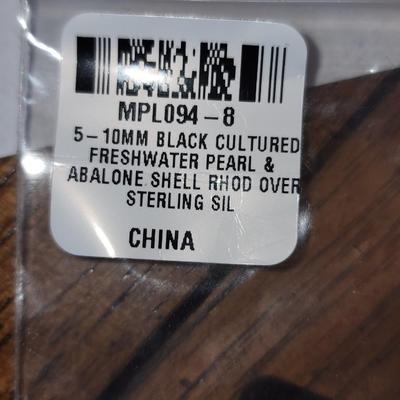 MPL094-8
5-10MM BLACK CULTURED
FRESHWATER PEARL &
ABALONE SHELL RHOD OVER
STERLING SIL
CHINA